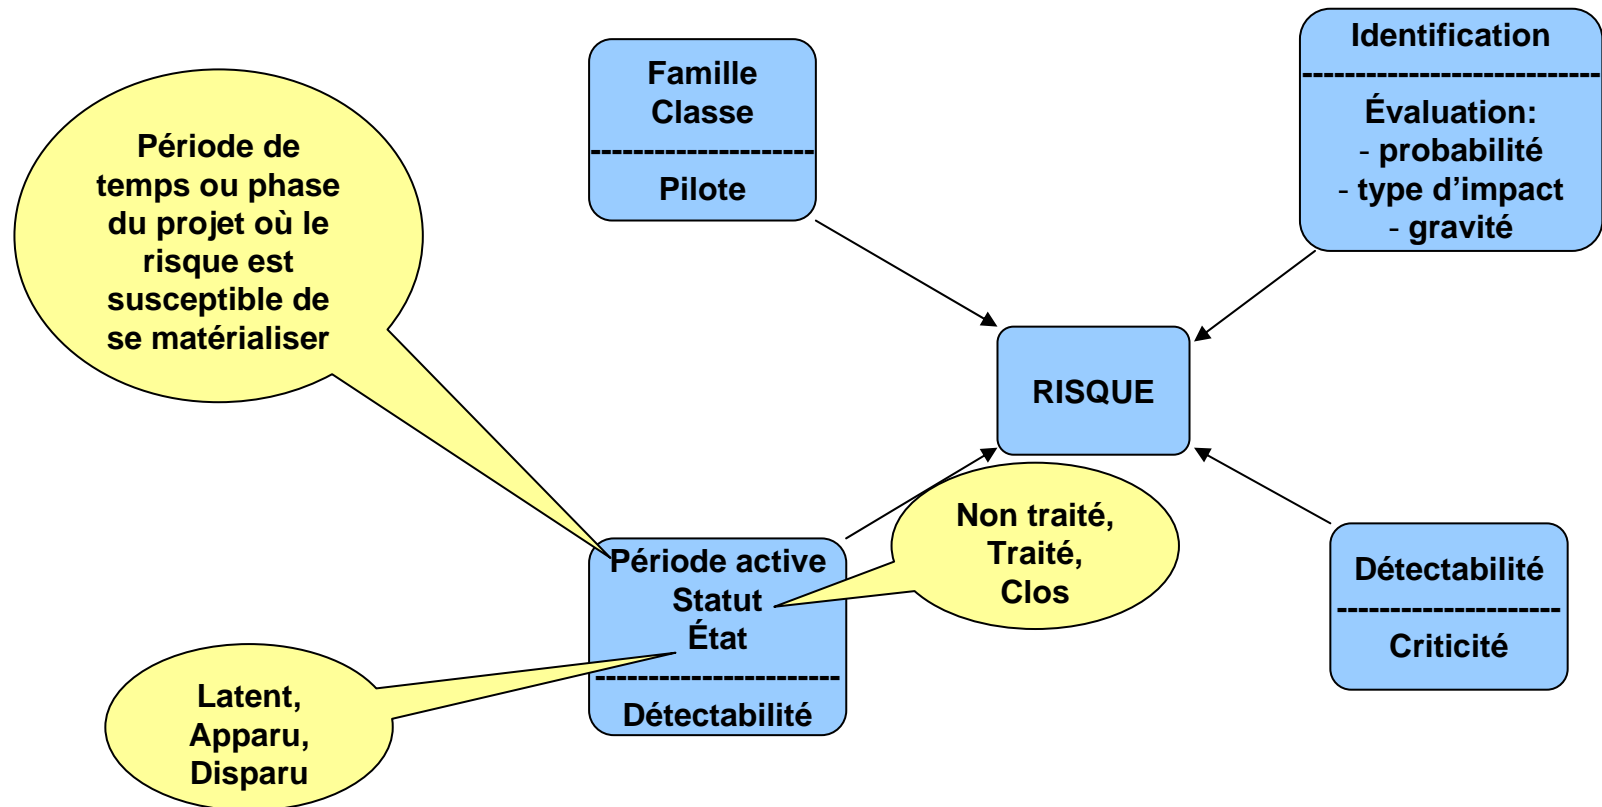 Famille
Classe
--------------------
Pilote
Identification
----------------------------
Évaluation:
- probabilité
- type d’impact
- gravité
Période de
temps ou phase
du projet où le
risque est
susceptible de
se matérialiser
RISQUE
Non traité,
Traité,
Clos
Période active
Statut
État
----------------------
Détectabilité
Détectabilité
--------------------
Criticité
Latent,
Apparu,
Disparu